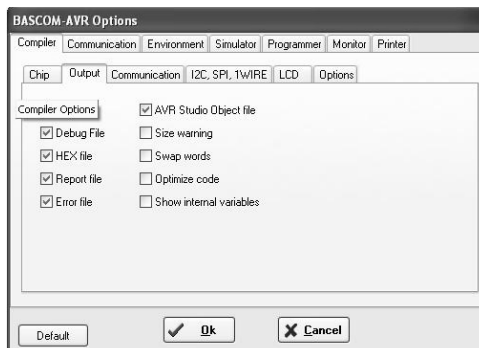 BASCOM-AVR Options
Compiler Communication Environment Simulator Programmer Monitor Printer
Chip Output Communication I2C, SPI, 1WIRE LCD Options
Compiler Options AVR Studio Object file
Debug File Size warning
HEX file Swap words
Report file Optimize code
Error file Show internal variables
Default Ok Cancel